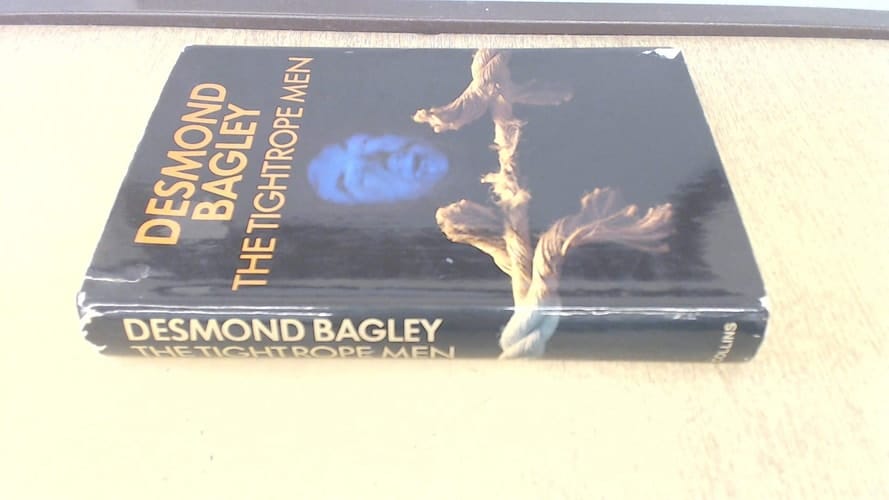 DESMOND
BAGLEY
THE TIGHTROPE MEN
DESMOND BAGLEY
THE TIGHTROPE MEN
COLLINS